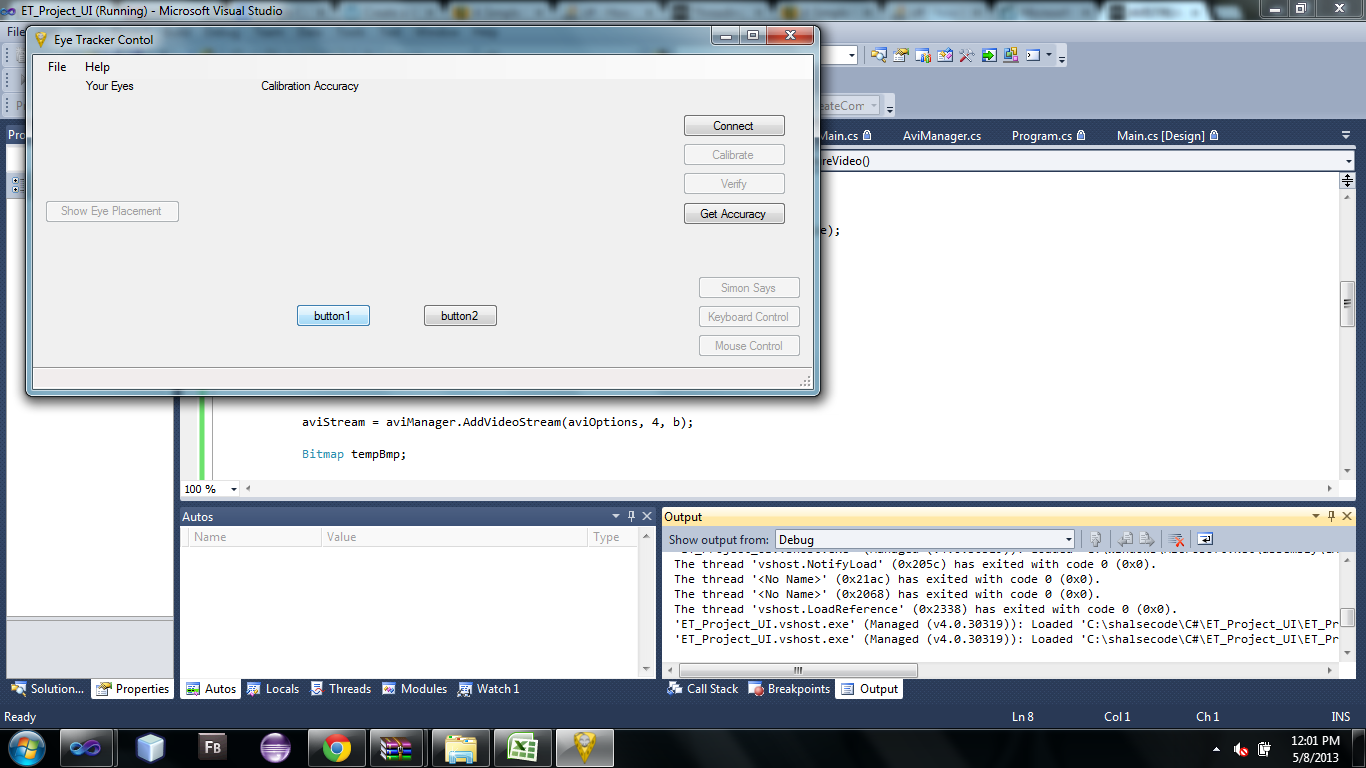 ET_Project_UI (Running) - Microsoft Visual Studio
Eye Tracker Contol
File Help
Your Eyes Calibration Accuracy
Connect
Calibrate
Verify
Show Eye Placement
Get Accuracy
Simon Says
button1 button2
Keyboard Control
Mouse Control
Main.cs AviManager.cs Program.cs Main.cs [Design]
reVideo()
e);
aviStream = aviManager.AddVideoStream(aviOptions, 4, b);
Bitmap tempBmp;
100 %
Autos
Name Value Type
Output
Show output from: Debug
The thread 'vshost.NotifyLoad' (0x205c) has exited with code 0 (0x0).
The thread '<No Name>' (0x21ac) has exited with code 0 (0x0).
The thread '<No Name>' (0x2068) has exited with code 0 (0x0).
The thread 'vshost.LoadReference' (0x2338) has exited with code 0 (0x0).
'ET_Project_UI.vshost.exe' (Managed (v4.0.30319)): Loaded 'C:\shalsecode\C#\ET_Project_UI\ET_Pr
'ET_Project_UI.vshost.exe' (Managed (v4.0.30319)): Loaded 'C:\shalsecode\C#\ET_Project_UI\ET_Pr
Solution... Properties Autos Locals Threads Modules Watch 1 Call Stack Breakpoints Output
Ready Ln 8 Col 1 Ch 1 INS
FB
12:01 PM
5/8/2013